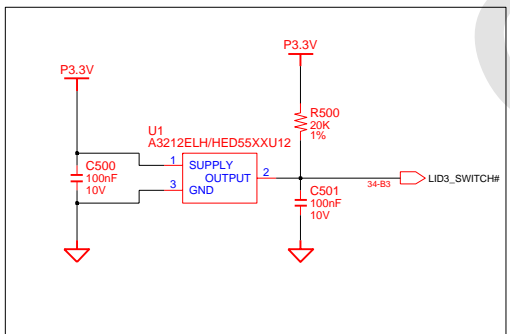 P3.3V
P3.3V
R500
20K
1%
U1
A3212ELH/HED55XXU12
C500
100nF
10V
1 SUPPLY
OUTPUT 2
3 GND
C501
100nF
10V
34-B3
LID3_SWITCH#